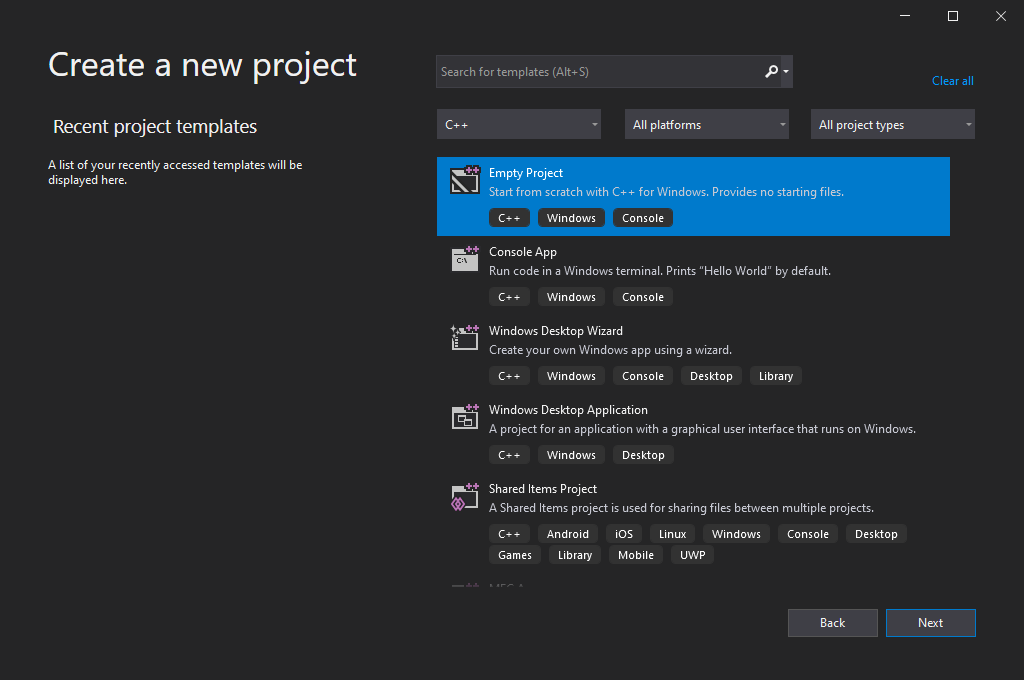 Create a new project
Recent project templates
A list of your recently accessed templates will be
displayed here.
Search for templates (Alt+S)
Clear all
C++
All platforms
All project types
Empty Project
Start from scratch with C++ for Windows. Provides no starting files.
C++ Windows Console
Console App
Run code in a Windows terminal. Prints "Hello World" by default.
C++ Windows Console
Windows Desktop Wizard
Create your own Windows app using a wizard.
C++ Windows Console Desktop Library
Windows Desktop Application
A project for an application with a graphical user interface that runs on Windows.
C++ Windows Desktop
Shared Items Project
A Shared Items project is used for sharing files between multiple projects.
C++ Android iOS Linux Windows Console Desktop
Games Library Mobile UWP
Back
Next